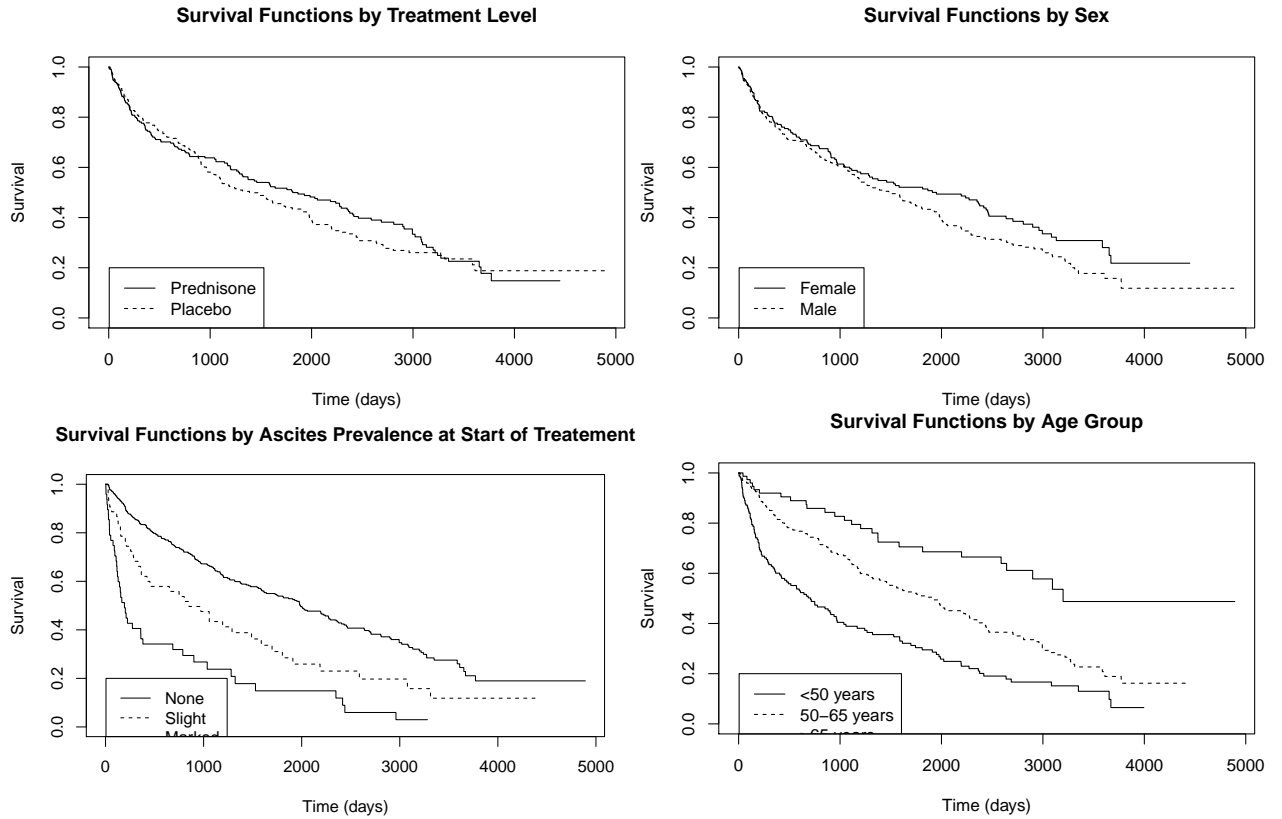 Survival Functions by Treatment Level
Survival
1.0
0.8
0.6
0.4
0.2
0.0
Prednisone
Placebo
0 1000 2000 3000 4000 5000
Time (days)
Survival Functions by Sex
Survival
1.0
0.8
0.6
0.4
0.2
0.0
Female
Male
0 1000 2000 3000 4000 5000
Time (days)
Survival Functions by Ascites Prevalence at Start of Treatement
Survival
1.0
0.8
0.6
0.4
0.2
0.0
None
Slight
Marked
0 1000 2000 3000 4000 5000
Time (days)
Survival Functions by Age Group
Survival
1.0
0.8
0.6
0.4
0.2
0.0
<50 years
50–65 years
65 years
0 1000 2000 3000 4000 5000
Time (days)